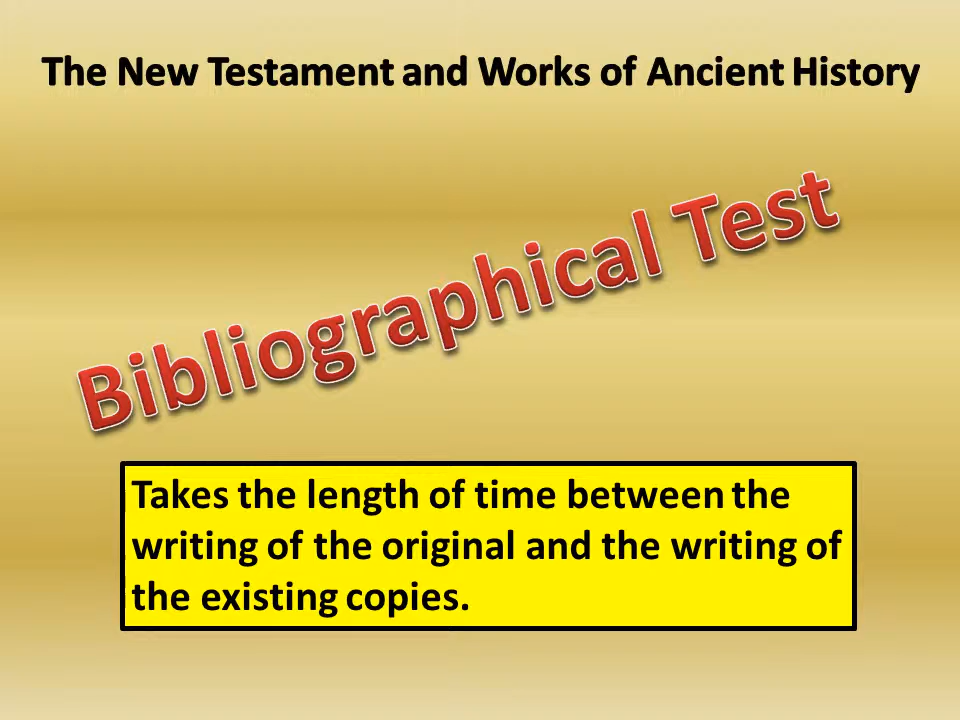 The New Testament and Works of Ancient History
Bibliographical Test
Takes the length of time between the
writing of the original and the writing of
the existing copies.